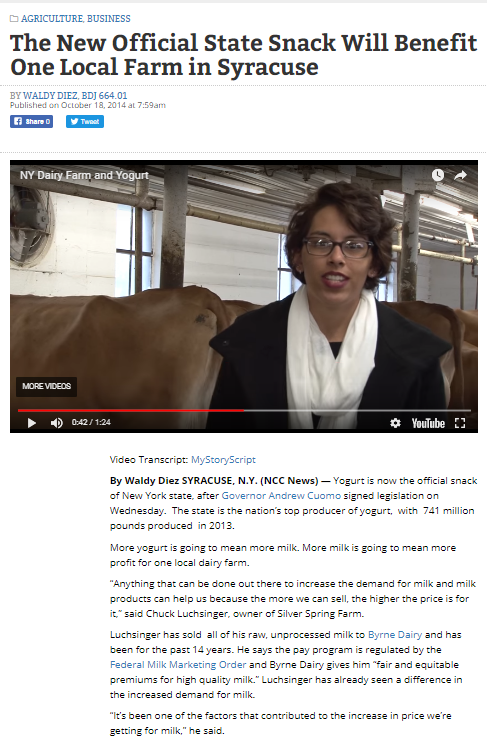 AGRICULTURE, BUSINESS
The New Official State Snack Will Benefit
One Local Farm in Syracuse
BY WALDY DIEZ, BDJ 664.01
Published on October 18, 2014 at 7:59am
Share 0 Tweet
NY Dairy Farm and Yogurt
MORE VIDEOS
0:42 / 1:24 YouTube
Video Transcript: MyStoryScript
By Waldy Diez SYRACUSE, N.Y. (NCC News) — Yogurt is now the official snack
of New York state, after Governor Andrew Cuomo signed legislation on
Wednesday. The state is the nation's top producer of yogurt, with 741 million
pounds produced in 2013.
More yogurt is going to mean more milk. More milk is going to mean more
profit for one local dairy farm.
"Anything that can be done out there to increase the demand for milk and milk
products can help us because the more we can sell, the higher the price is for
it," said Chuck Luchsinger, owner of Silver Spring Farm.
Luchsinger has sold all of his raw, unprocessed milk to Byrne Dairy and has
been for the past 14 years. He says the pay program is regulated by the
Federal Milk Marketing Order and Byrne Dairy gives him "fair and equitable
premiums for high quality milk." Luchsinger has already seen a difference in
the increased demand for milk.
"It's been one of the factors that contributed to the increase in price we're
getting for milk," he said.